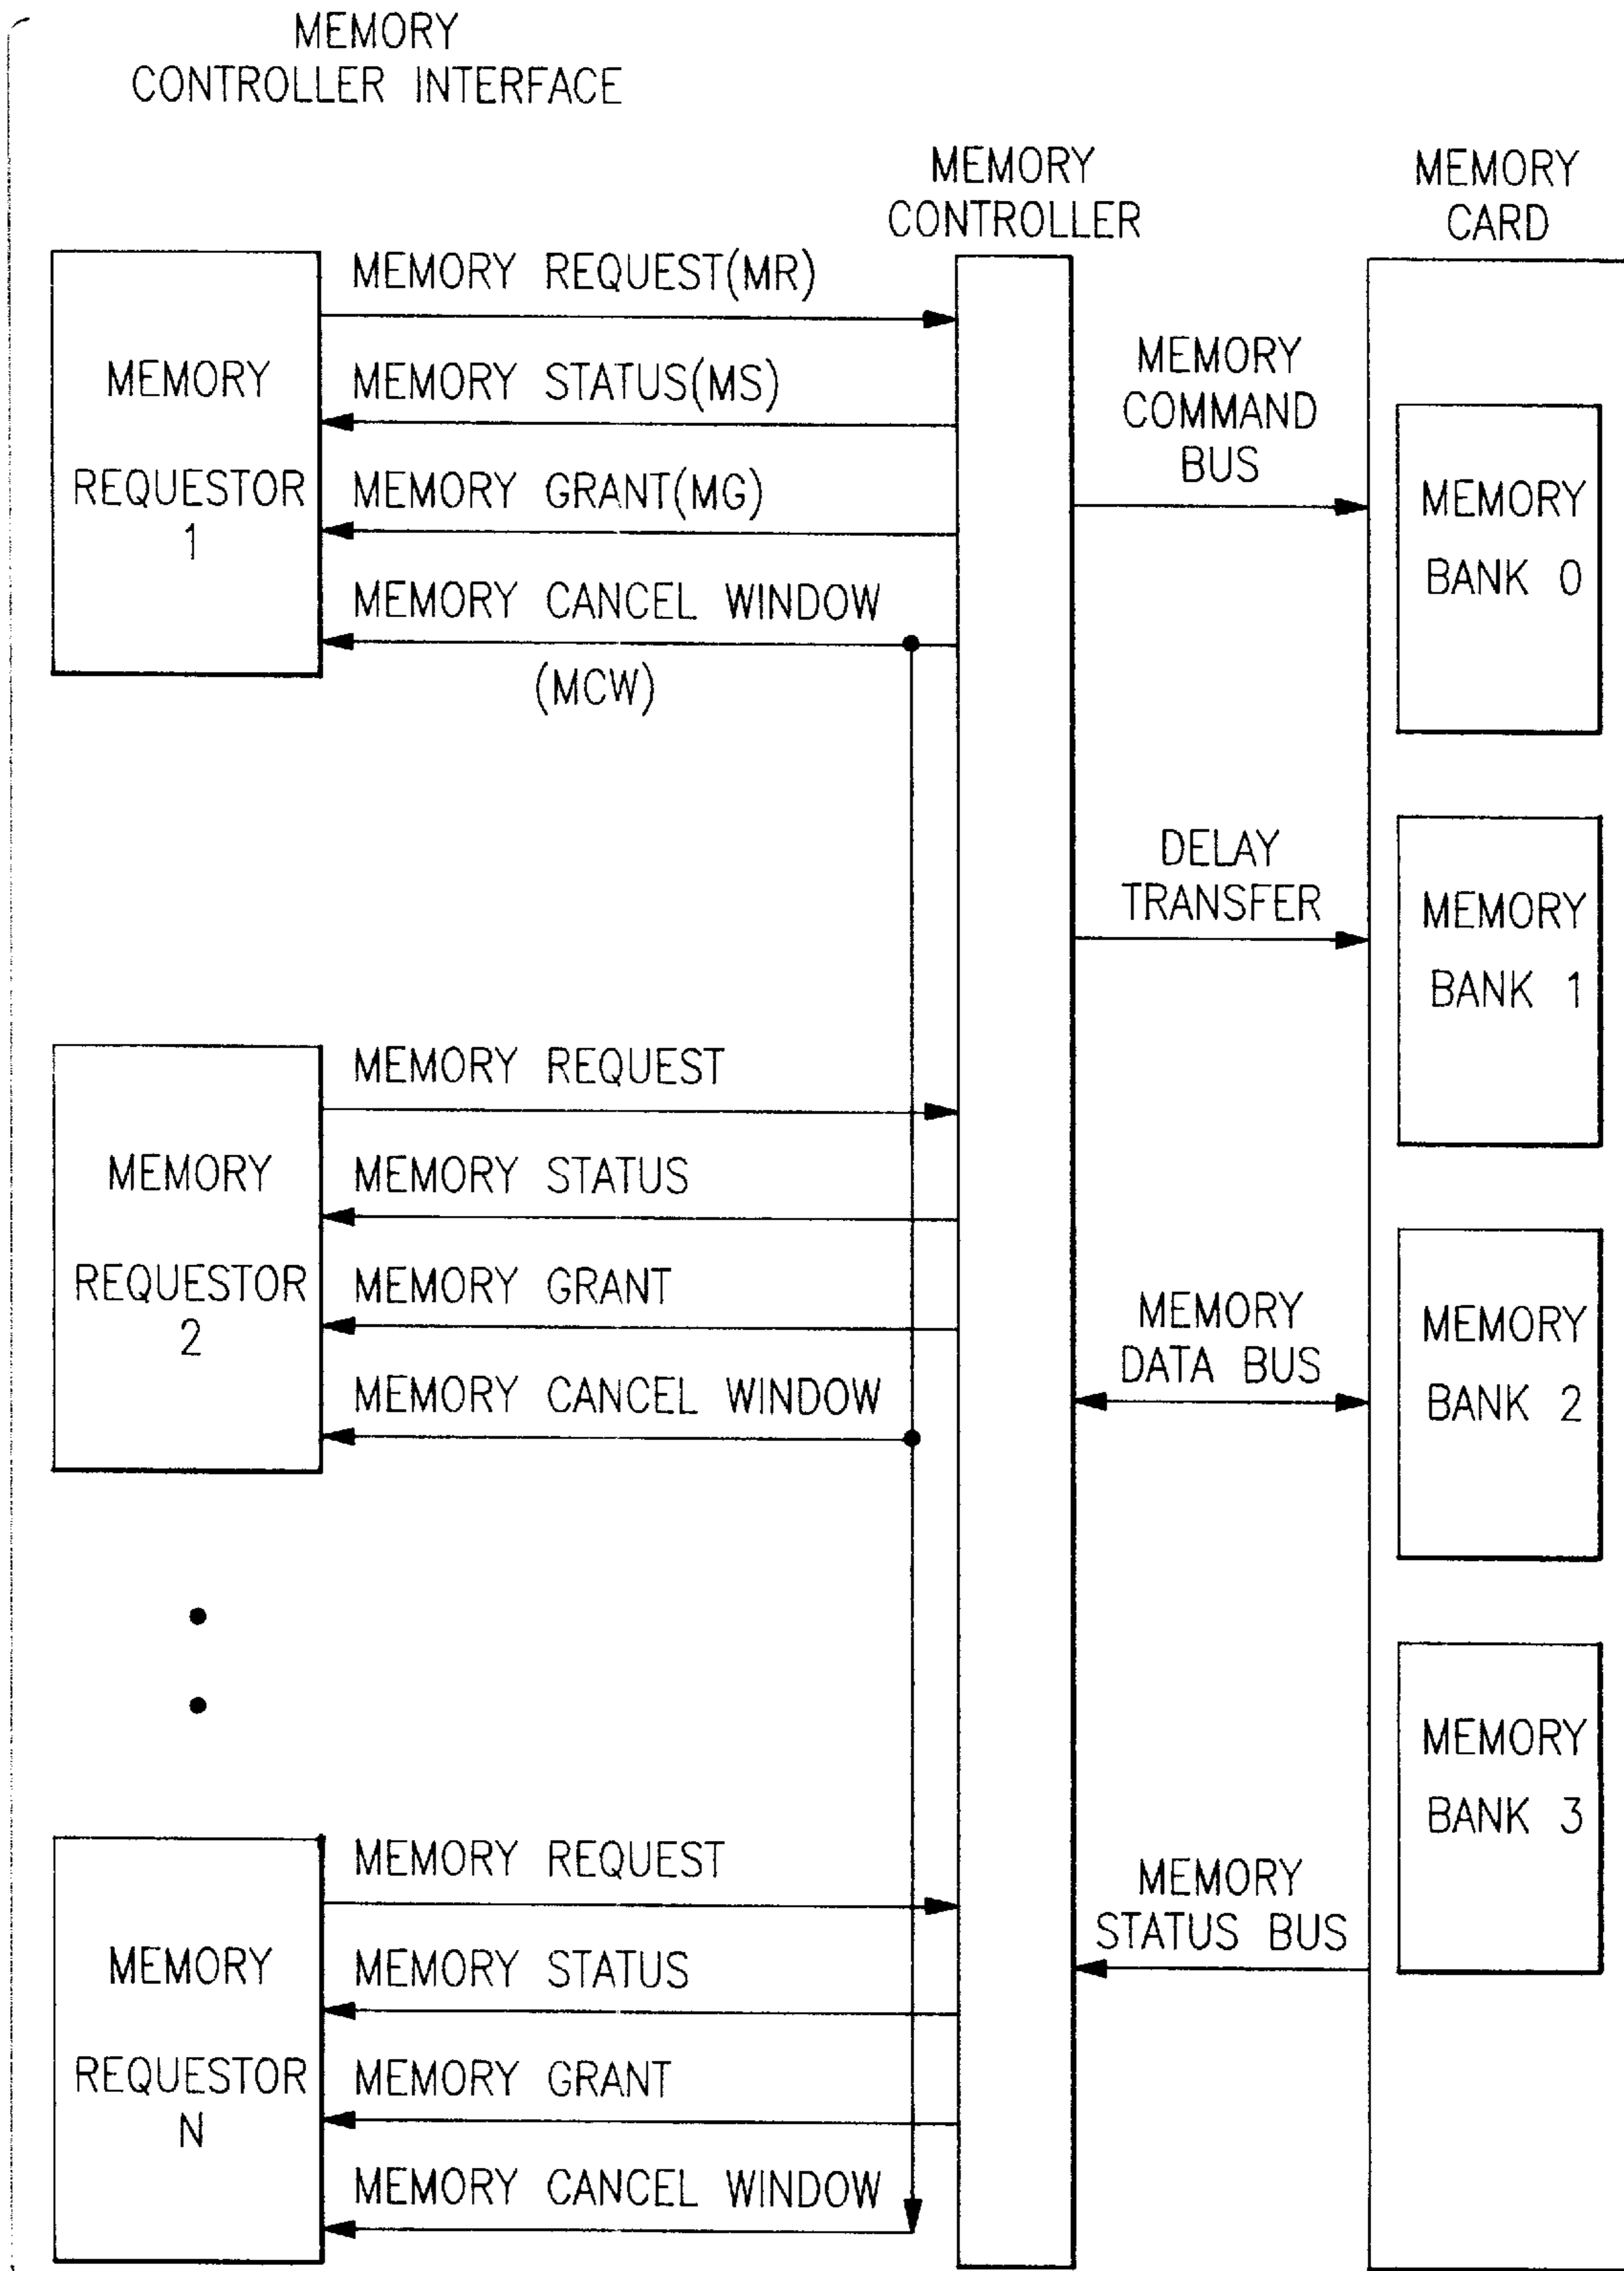 MEMORY
CONTROLLER INTERFACE
MEMORY
CONTROLLER
MEMORY
CARD
MEMORY
REQUESTOR
1
MEMORY REQUEST(MR)
MEMORY STATUS(MS)
MEMORY GRANT(MG)
MEMORY CANCEL WINDOW
(MCW)
MEMORY
COMMAND
BUS
MEMORY
BANK 0
DELAY
TRANSFER
MEMORY
BANK 1
MEMORY
REQUESTOR
2
MEMORY REQUEST
MEMORY STATUS
MEMORY GRANT
MEMORY CANCEL WINDOW
MEMORY
DATA BUS
MEMORY
BANK 2
MEMORY
BANK 3
MEMORY
REQUESTOR
N
MEMORY REQUEST
MEMORY STATUS
MEMORY GRANT
MEMORY CANCEL WINDOW
MEMORY
STATUS BUS